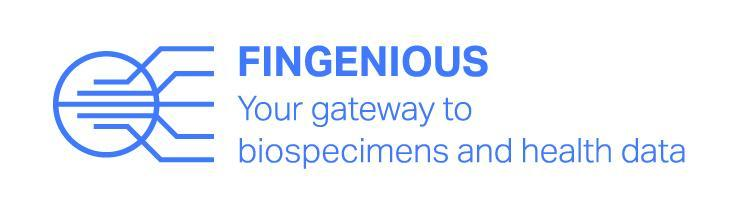 FINGENIOUS
Your gateway to
biospecimens and health data